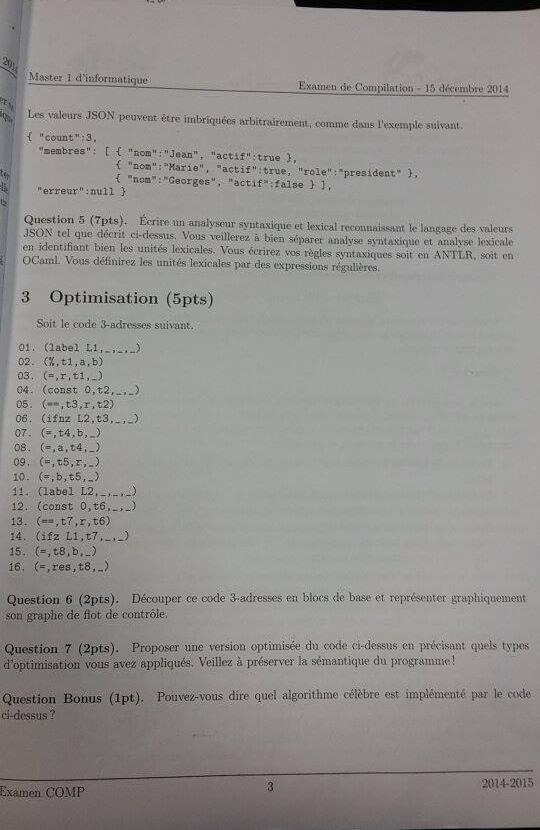 Master 1 d'informatique
Examen de Compilation - 15 décembre 2014
Les valeurs JSON peuvent être imbriquées arbitrairement, comme dans l'exemple suivant.
{ "count":3,
"membres": [ { "nom":"Jean", "actif":true },
{ "nom":"Marie", "actif":true, "role":"president" },
{ "nom":"Georges", "actif":false } ],
"erreur":null }
Question 5 (7pts). Écrire un analyseur syntaxique et lexical reconnaissant le langage des valeurs
JSON tel que décrit ci-dessus. Vous veillerez à bien séparer analyse syntaxique et analyse lexicale
en identifiant bien les unités lexicales. Vous écrirez vos règles syntaxiques soit en ANTLR, soit en
OCaml. Vous définirez les unités lexicales par des expressions régulières.
3 Optimisation (5pts)
Soit le code 3-adresses suivant.
01. (label L1,_,_,_)
02. (%,t1,a,b)
03. (=,r,t1,_)
04. (const 0,t2,_,_)
05. (==,t3,r,t2)
06. (ifnz L2,t3,_,_)
07. (=,t4,b,_)
08. (=,a,t4,_)
09. (=,t5,r,_)
10. (=,b,t5,_)
11. (label L2,_,_,_)
12. (const 0,t6,_,_)
13. (==,t7,r,t6)
14. (ifz L1,t7,_,_)
15. (=,t8,b,_)
16. (=,res,t8,_)
Question 6 (2pts). Découper ce code 3-adresses en blocs de base et représenter graphiquement
son graphe de flot de contrôle.
Question 7 (2pts). Proposer une version optimisée du code ci-dessus en précisant quels types
d'optimisation vous avez appliqués. Veillez à préserver la sémantique du programme !
Question Bonus (1pt). Pouvez-vous dire quel algorithme célèbre est implémenté par le code
ci-dessus ?
Examen COMP
3
2014-2015